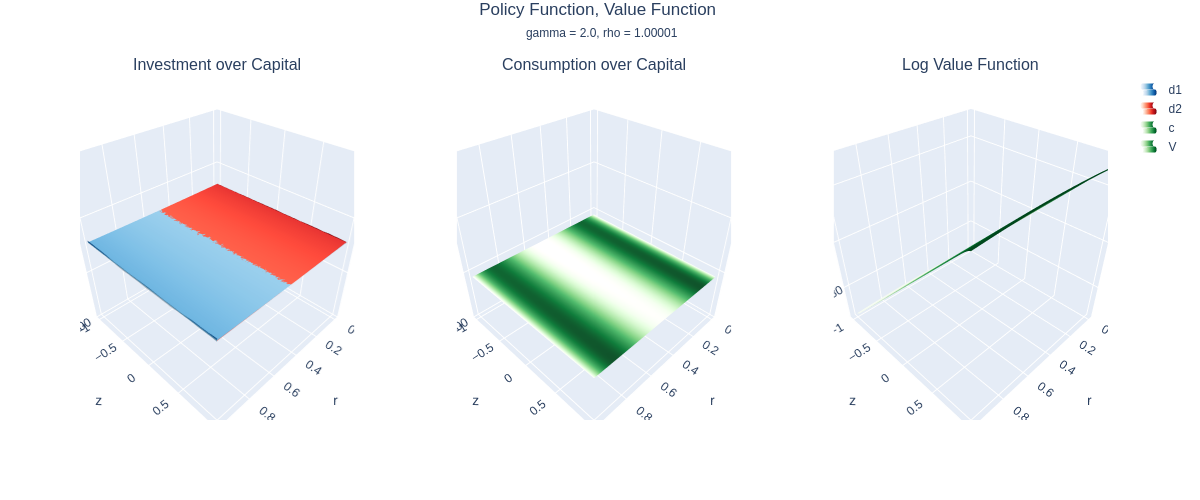 Policy Function, Value Function
gamma = 2.0, rho = 1.00001
Investment over Capital
Consumption over Capital
Log Value Function
d1
d2
c
V
−0.5
0
0.5
z
0.2
0.4
0.6
0.8
r
−0.5
0
0.5
z
0.2
0.4
0.6
0.8
r
−1
−0.5
0
0.5
z
0.2
0.4
0.6
0.8
r